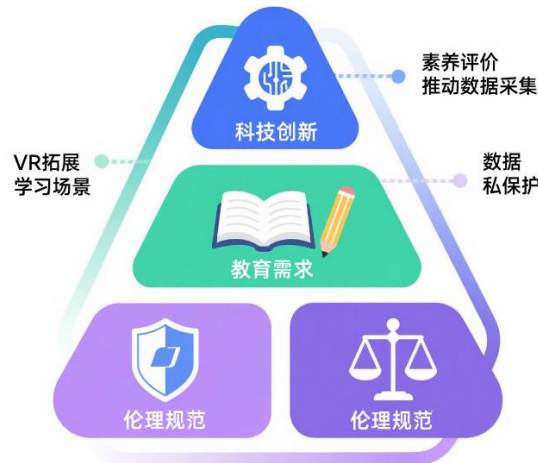 素养评价
推动数据采集
科技创新
VR拓展
学习场景
数据
私保护
教育需求
伦理规范
伦理规范